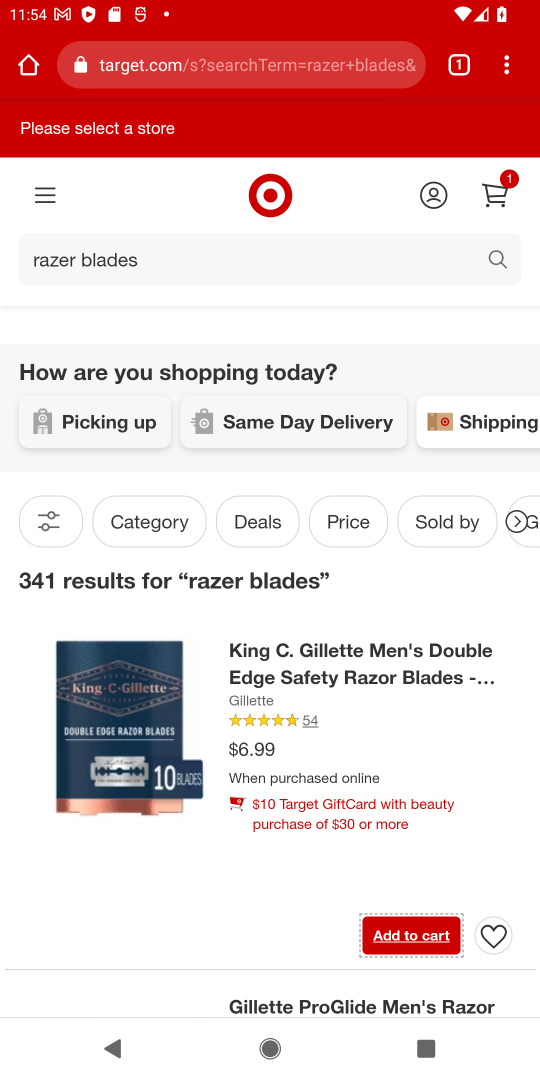 11:54
target.com/s?searchTerm=razer+blades&
1
Please select a store
1
razer blades
How are you shopping today?
Picking up
Same Day Delivery
Shipping
Category
Deals
Price
Sold by
G
341 results for “razer blades”
King C. Gillette
DOUBLE EDGE RAZOR BLADES
10 BLADES
King C. Gillette Men's Double
Edge Safety Razor Blades -...
Gillette
54
$6.99
When purchased online
$10 Target GiftCard with beauty
purchase of $30 or more
Add to cart
Gillette ProGlide Men's Razor